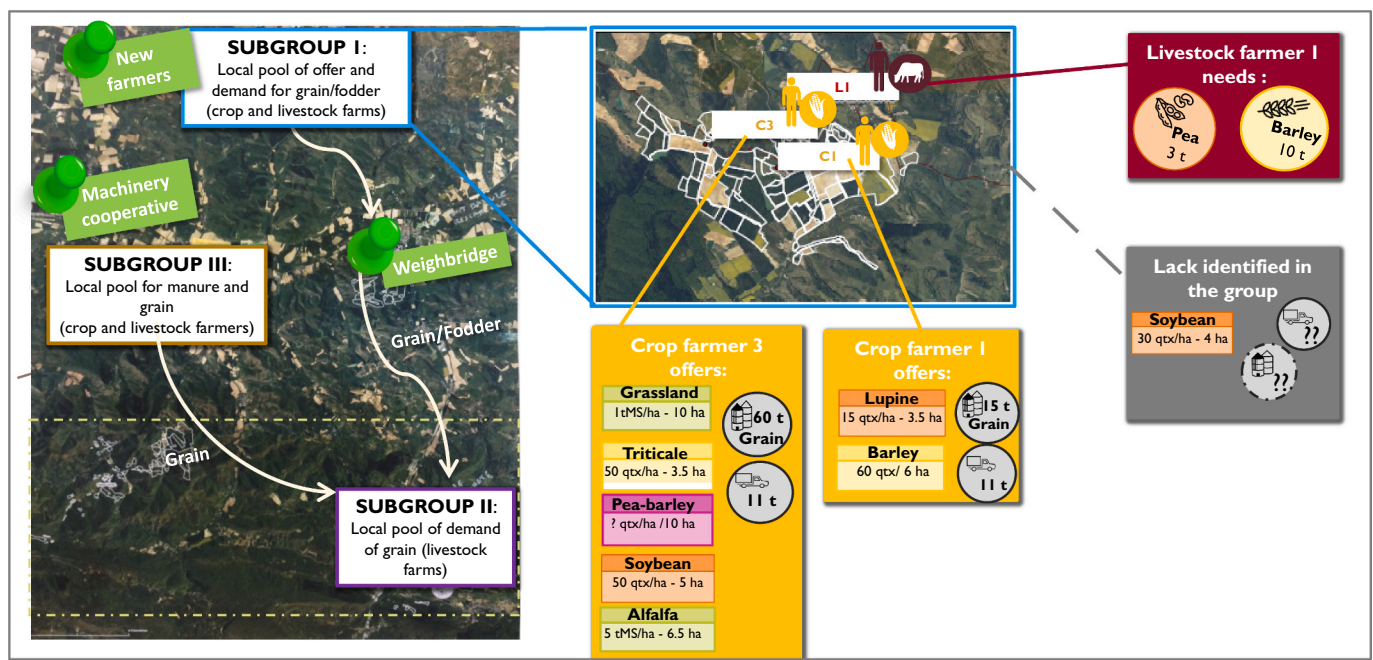 New
farmers
SUBGROUP I:
Local pool of offer and
demand for grain/fodder
(crop and livestock farms)
Machinery
cooperative
Weighbridge
SUBGROUP III:
Local pool for manure and
grain
(crop and livestock farmers)
Grain/Fodder
Grain
SUBGROUP II:
Local pool of demand
of grain (livestock
farms)
L1
C3
C1
Livestock farmer 1
needs :
Pea
3 t
Barley
10 t
Lack identified in
the group
Soybean
30 qtx/ha - 4 ha
??
??
Crop farmer 3
offers:
Grassland
1tMS/ha - 10 ha
60 t
Grain
Triticale
50 qtx/ha - 3.5 ha
11 t
Pea-barley
? qtx/ha /10 ha
Soybean
50 qtx/ha - 5 ha
Alfalfa
5 tMS/ha - 6.5 ha
Crop farmer 1
offers:
Lupine
15 qtx/ha - 3.5 ha
15 t
Grain
Barley
60 qtx/ 6 ha
11 t